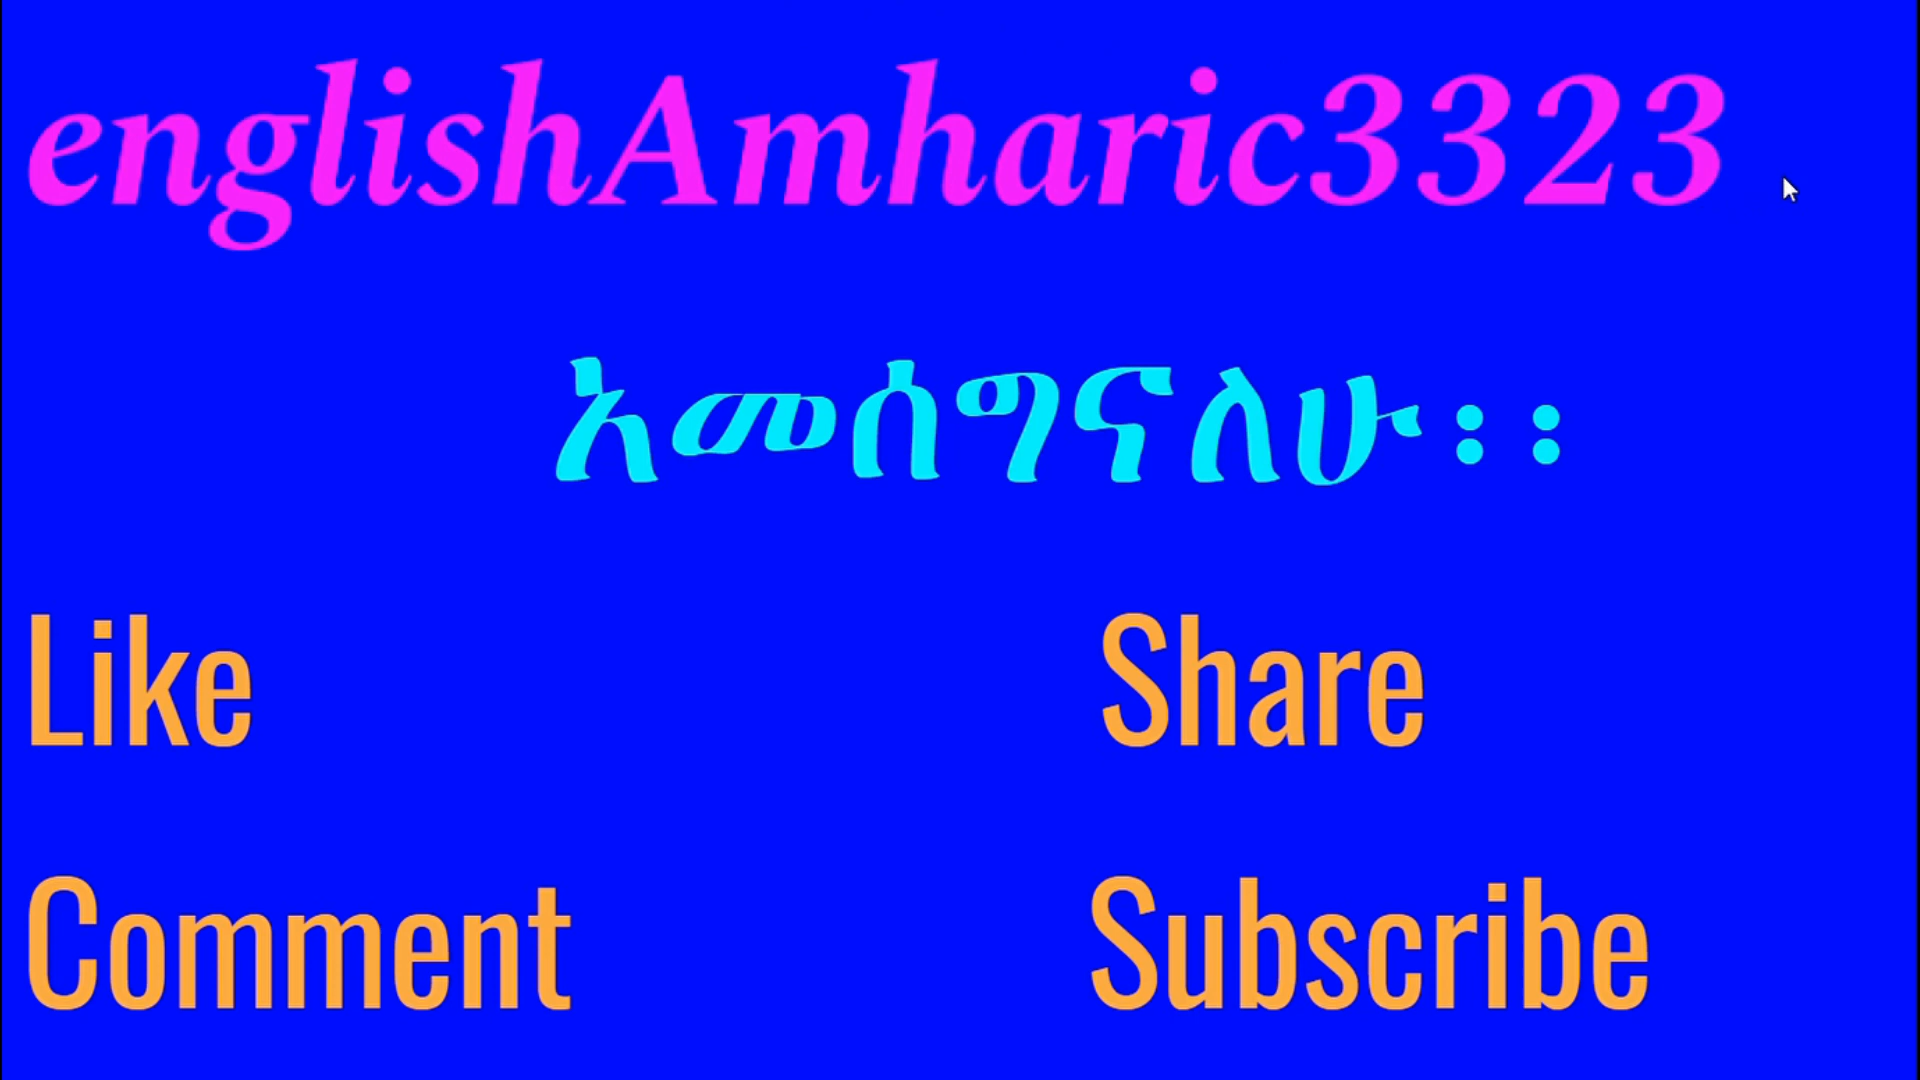 englishAmharic3323
አመሰግናለሁ፡፡
Like Share
Comment Subscribe